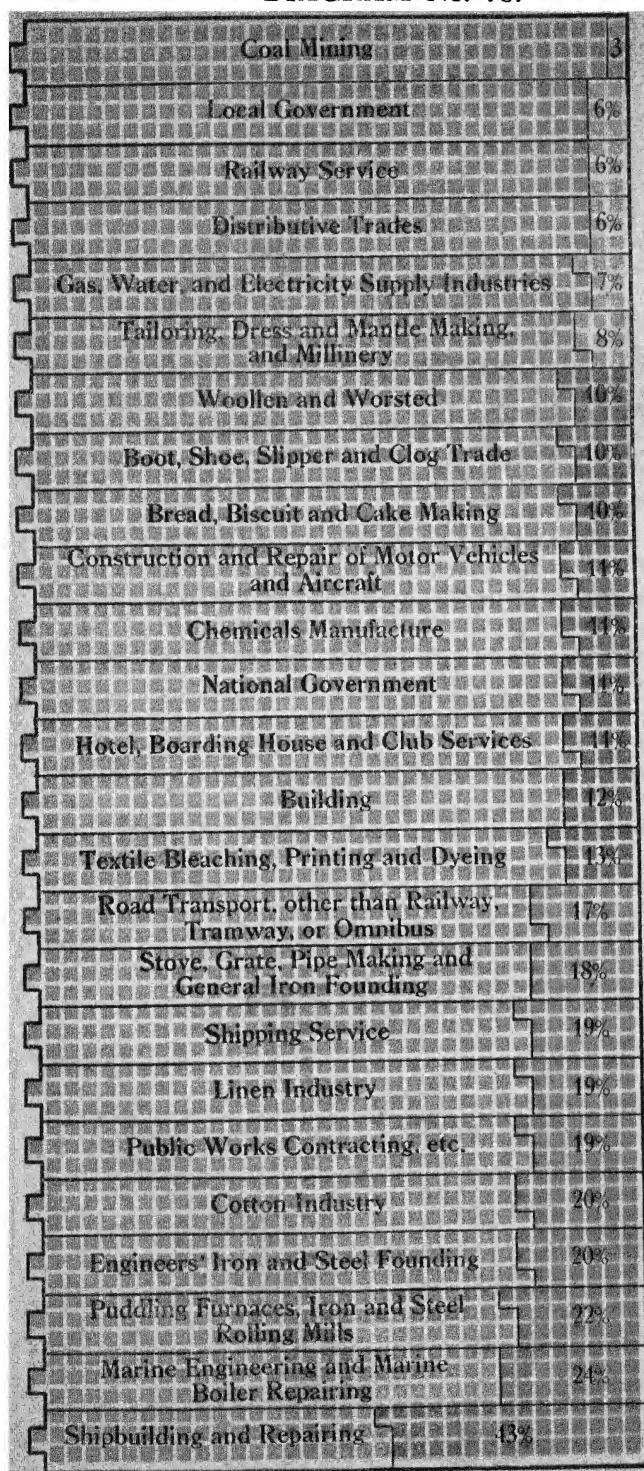 DIAGRAM No.
Coal Mining 3
Local Government 6%
Railway Service 6%
Distributive Trades 6%
Gas, Water, and Electricity Supply Industries 7%
Tailoring, Dress and Mantle Making,
and Millinery 8%
Woollen and Worsted 10%
Boot, Shoe, Slipper and Clog Trade 10%
Bread, Biscuit and Cake Making 10%
Construction and Repair of Motor Vehicles
and Aircraft 11%
Chemicals Manufacture 11%
National Government 11%
Hotel, Boarding House and Club Services 11%
Building 12%
Textile Bleaching, Printing and Dyeing 13%
Road Transport, other than Railway,
Tramway, or Omnibus 17%
Stove, Grate, Pipe Making and
General Iron Founding 18%
Shipping Service 19%
Linen Industry 19%
Public Works Contracting, etc. 19%
Cotton Industry 20%
Engineers' Iron and Steel Founding 20%
Puddling Furnaces, Iron and Steel
Rolling Mills 22%
Marine Engineering and Marine
Boiler Repairing 24%
Shipbuilding and Repairing 43%